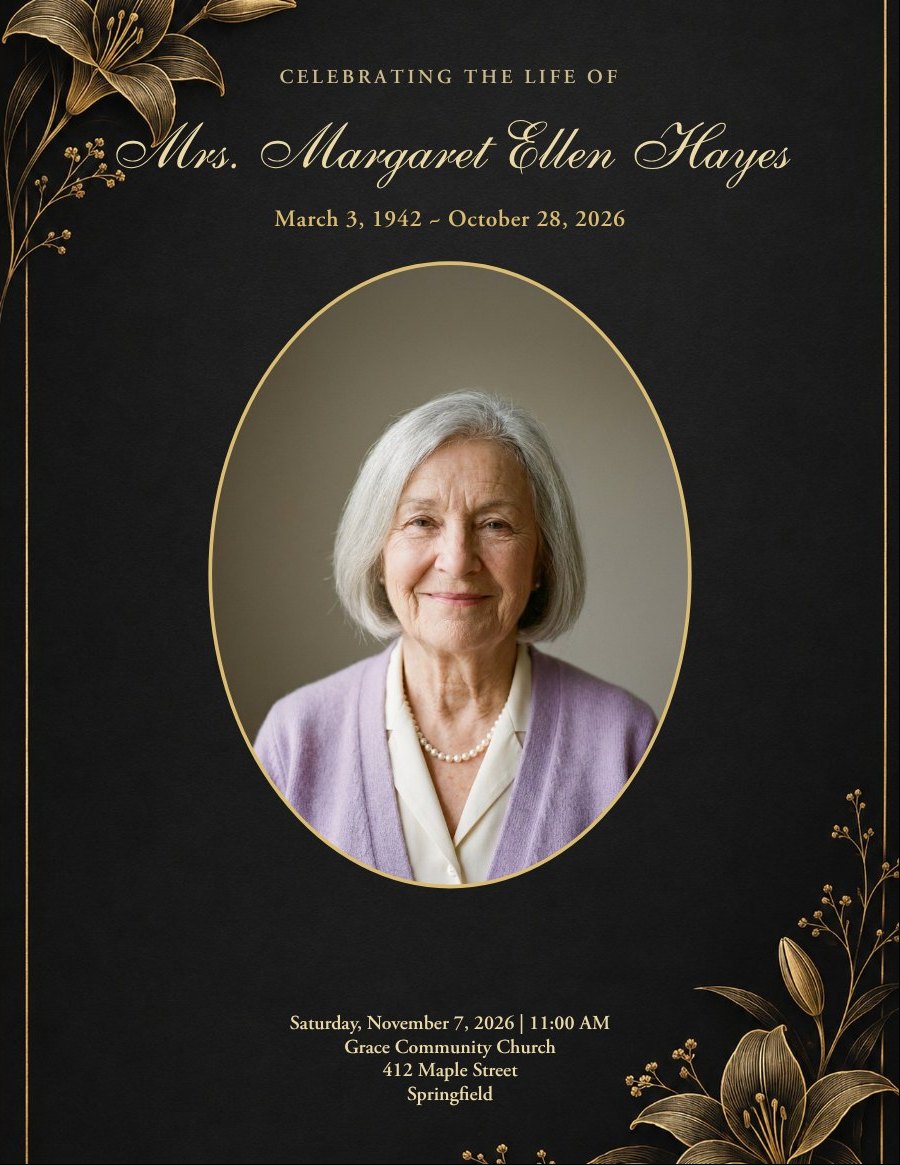 CELEBRATING THE LIFE OF
Mrs. Margaret Ellen Hayes
March 3, 1942 ~ October 28, 2026
Saturday, November 7, 2026 | 11:00 AM
Grace Community Church
412 Maple Street
Springfield